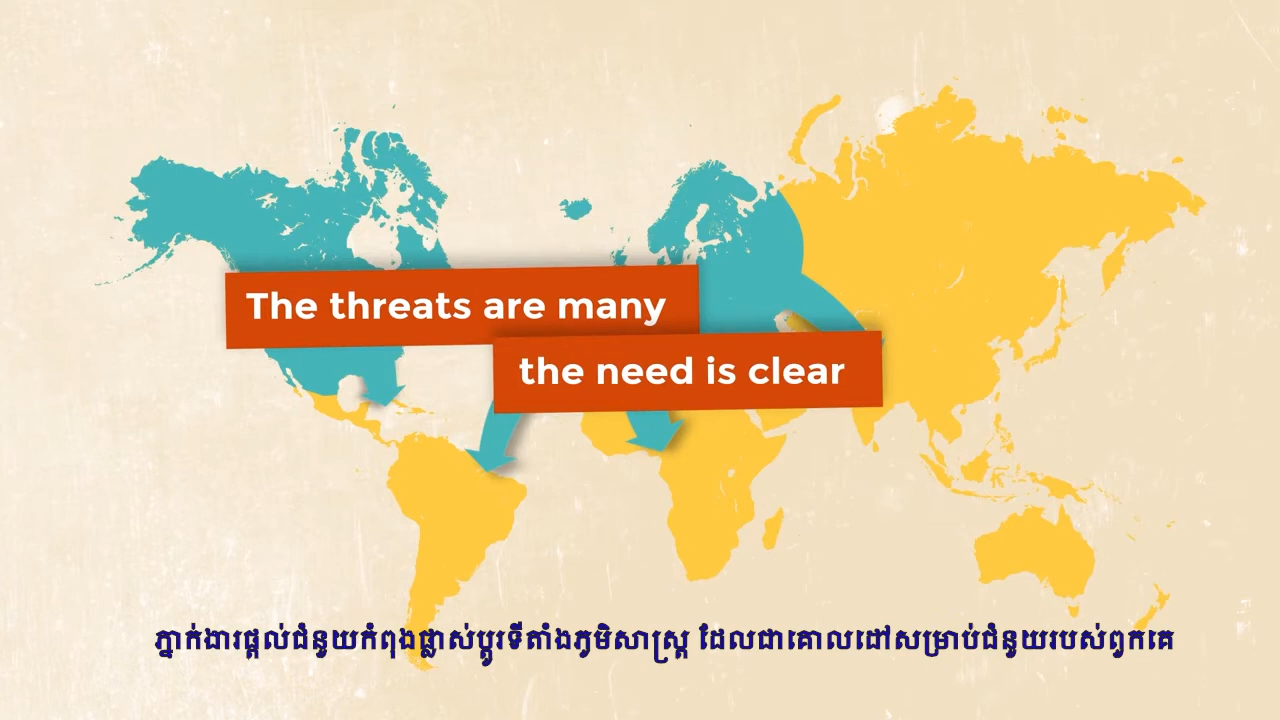 The threats are many
the need is clear
ភ្នាក់ងារផ្តល់ជំនួយកំពុងផ្លាស់ប្តូរទីតាំងភូមិសាស្ត្រ ដែលជាគោលដៅសម្រាប់ជំនួយរបស់ពួកគេ